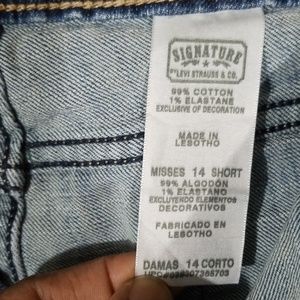 SIGNATURE
BY LEVI STRAUSS & CO.
99% COTTON
1% ELASTANE
EXCLUSIVE OF DECORATION
MADE IN
LESOTHO
MISSES 14 SHORT
99% ALGODÓN
1% ELASTANO
EXCLUYENDO ELEMENTOS
DECORATIVOS
FABRICADO EN
LESOTHO
DAMAS 14 CORTO